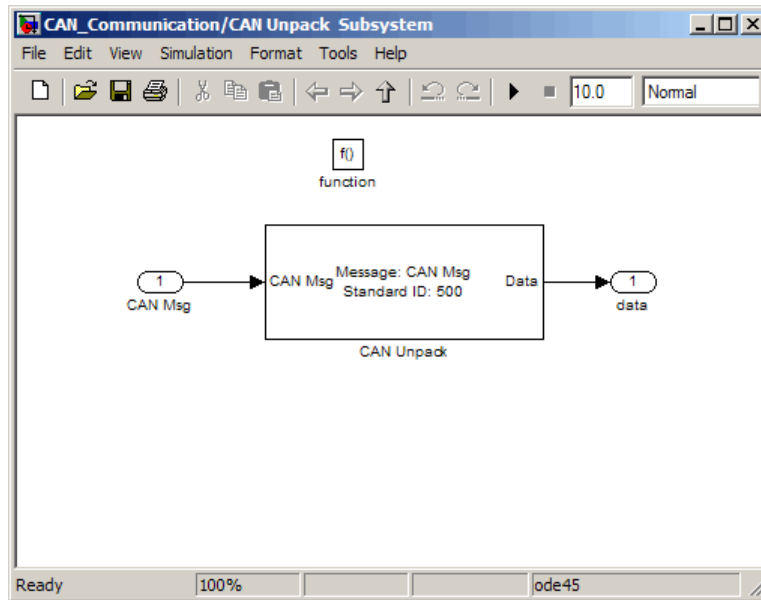 CAN_Communication/CAN Unpack Subsystem
File Edit View Simulation Format Tools Help
10.0 Normal
f()
function
1
CAN Msg
CAN Msg
Message: CAN Msg
Standard ID: 500
Data
CAN Unpack
1
data
Ready 100% ode45